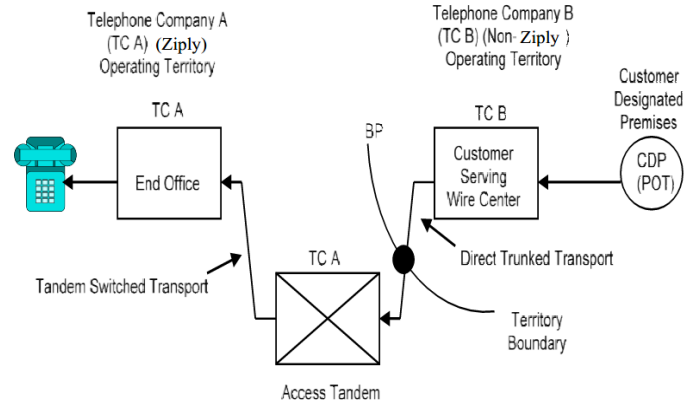 Telephone Company A
(TC A) (Ziply)
Operating Territory
Telephone Company B
(TC B) (Non- Ziply )
Operating Territory
Customer
Designated
Premises
TC A
BP
TC B
End Office
Customer
Serving
Wire Center
CDP
(POT)
TC A
Direct Trunked Transport
Tandem Switched Transport
Territory
Boundary
Access Tandem